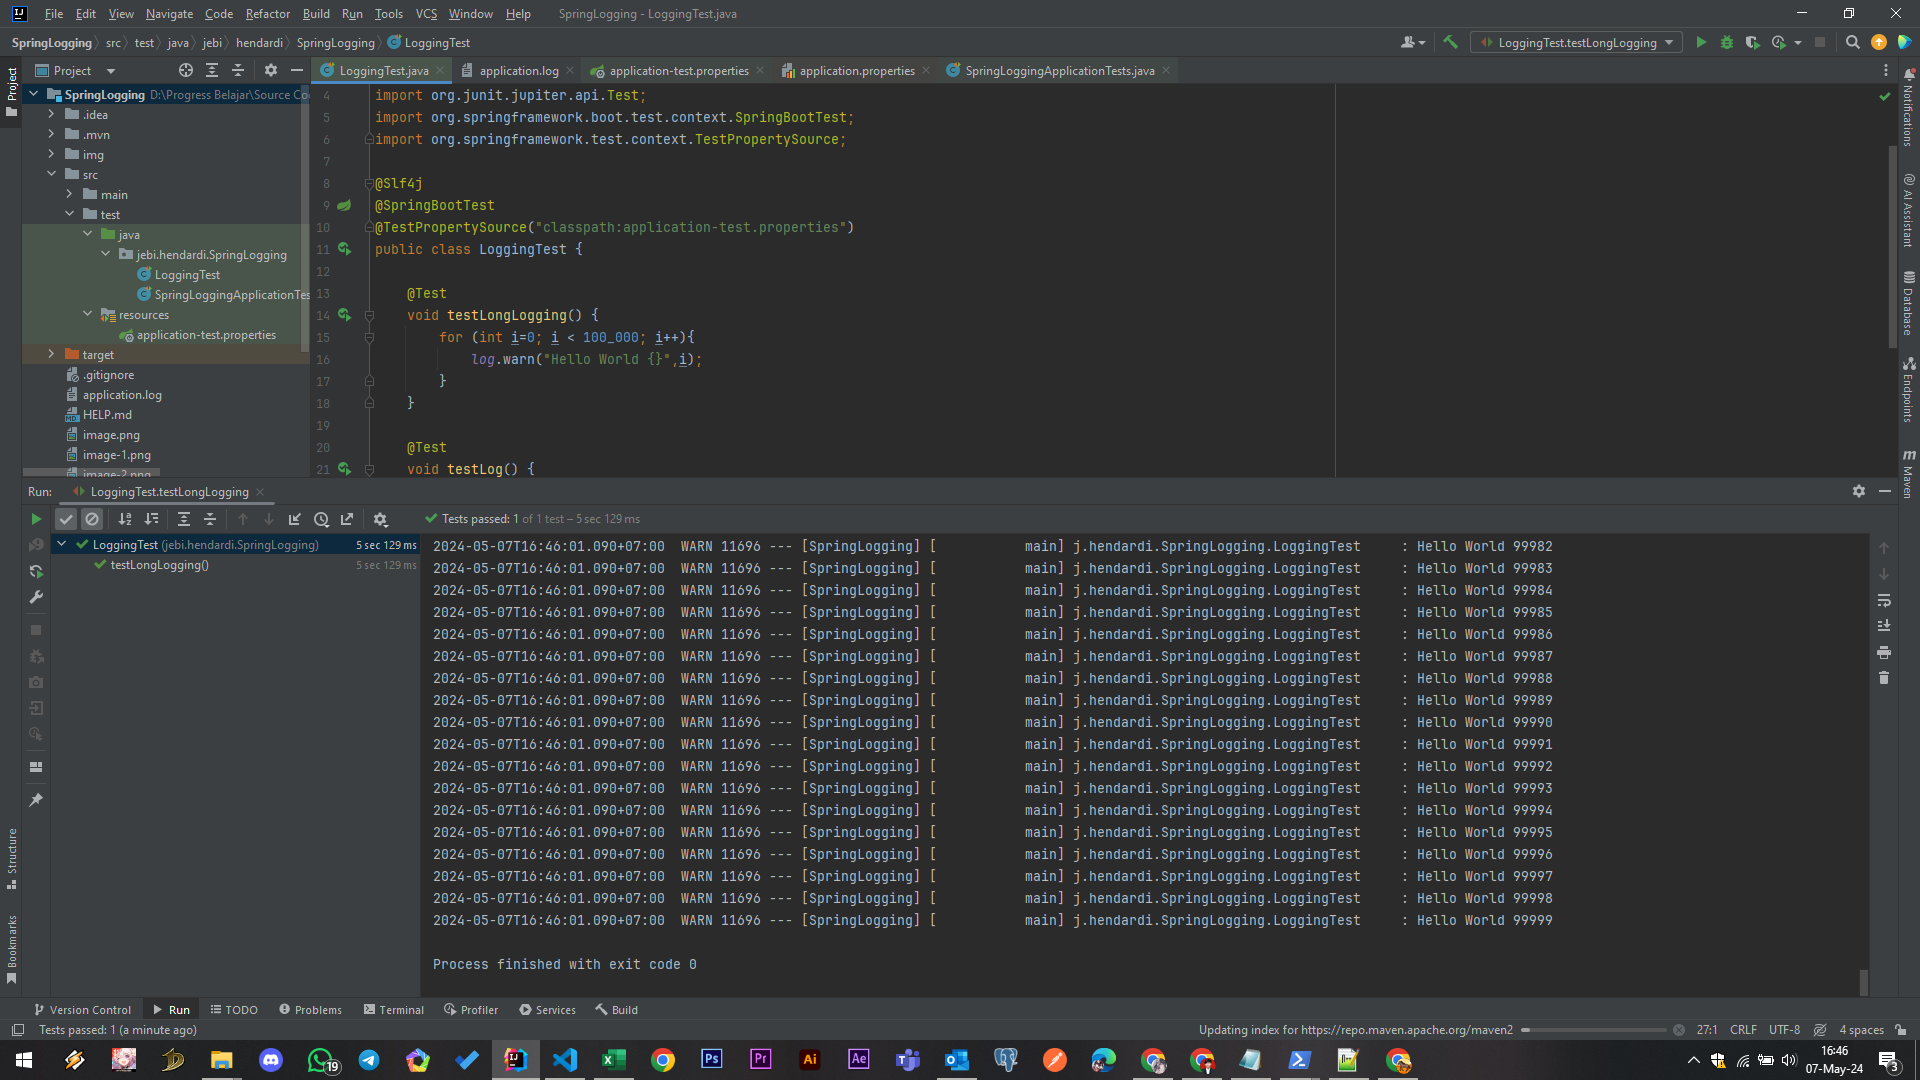 File Edit View Navigate Code Refactor Build Run Tools VCS Window Help SpringLogging - LoggingTest.java
SpringLogging src test java jebi hendardi SpringLogging LoggingTest
LoggingTest.testLongLogging
Project
LoggingTest.java application.log application-test.properties application.properties SpringLoggingApplicationTests.java
SpringLogging D:\Progress Belajar\Source Co
.idea
.mvn
img
src
main
test
java
jebi.hendardi.SpringLogging
LoggingTest
SpringLoggingApplicationTes
resources
application-test.properties
target
.gitignore
application.log
HELP.md
image.png
image-1.png
image-2.png
4 import org.junit.jupiter.api.Test;
5 import org.springframework.boot.test.context.SpringBootTest;
6 import org.springframework.test.context.TestPropertySource;
7
8 @Slf4j
9 @SpringBootTest
10 @TestPropertySource("classpath:application-test.properties")
11 public class LoggingTest {
12
13 @Test
14 void testLongLogging() {
15 for (int i=0; i < 100_000; i++){
16 log.warn("Hello World {}",i);
17 }
18 }
19
20 @Test
21 void testLog() {
Project
Structure
Bookmarks
Notifications
AI Assistant
Database
Endpoints
m Maven
Run: LoggingTest.testLongLogging
Tests passed: 1 of 1 test – 5 sec 129 ms
LoggingTest (jebi.hendardi.SpringLogging) 5 sec 129 ms
testLongLogging() 5 sec 129 ms
2024-05-07T16:46:01.090+07:00 WARN 11696 --- [SpringLogging] [ main] j.hendardi.SpringLogging.LoggingTest : Hello World 99982
2024-05-07T16:46:01.090+07:00 WARN 11696 --- [SpringLogging] [ main] j.hendardi.SpringLogging.LoggingTest : Hello World 99983
2024-05-07T16:46:01.090+07:00 WARN 11696 --- [SpringLogging] [ main] j.hendardi.SpringLogging.LoggingTest : Hello World 99984
2024-05-07T16:46:01.090+07:00 WARN 11696 --- [SpringLogging] [ main] j.hendardi.SpringLogging.LoggingTest : Hello World 99985
2024-05-07T16:46:01.090+07:00 WARN 11696 --- [SpringLogging] [ main] j.hendardi.SpringLogging.LoggingTest : Hello World 99986
2024-05-07T16:46:01.090+07:00 WARN 11696 --- [SpringLogging] [ main] j.hendardi.SpringLogging.LoggingTest : Hello World 99987
2024-05-07T16:46:01.090+07:00 WARN 11696 --- [SpringLogging] [ main] j.hendardi.SpringLogging.LoggingTest : Hello World 99988
2024-05-07T16:46:01.090+07:00 WARN 11696 --- [SpringLogging] [ main] j.hendardi.SpringLogging.LoggingTest : Hello World 99989
2024-05-07T16:46:01.090+07:00 WARN 11696 --- [SpringLogging] [ main] j.hendardi.SpringLogging.LoggingTest : Hello World 99990
2024-05-07T16:46:01.090+07:00 WARN 11696 --- [SpringLogging] [ main] j.hendardi.SpringLogging.LoggingTest : Hello World 99991
2024-05-07T16:46:01.090+07:00 WARN 11696 --- [SpringLogging] [ main] j.hendardi.SpringLogging.LoggingTest : Hello World 99992
2024-05-07T16:46:01.090+07:00 WARN 11696 --- [SpringLogging] [ main] j.hendardi.SpringLogging.LoggingTest : Hello World 99993
2024-05-07T16:46:01.090+07:00 WARN 11696 --- [SpringLogging] [ main] j.hendardi.SpringLogging.LoggingTest : Hello World 99994
2024-05-07T16:46:01.090+07:00 WARN 11696 --- [SpringLogging] [ main] j.hendardi.SpringLogging.LoggingTest : Hello World 99995
2024-05-07T16:46:01.090+07:00 WARN 11696 --- [SpringLogging] [ main] j.hendardi.SpringLogging.LoggingTest : Hello World 99996
2024-05-07T16:46:01.090+07:00 WARN 11696 --- [SpringLogging] [ main] j.hendardi.SpringLogging.LoggingTest : Hello World 99997
2024-05-07T16:46:01.090+07:00 WARN 11696 --- [SpringLogging] [ main] j.hendardi.SpringLogging.LoggingTest : Hello World 99998
2024-05-07T16:46:01.090+07:00 WARN 11696 --- [SpringLogging] [ main] j.hendardi.SpringLogging.LoggingTest : Hello World 99999
Process finished with exit code 0
Version Control Run TODO Problems Terminal Profiler Services Build
Tests passed: 1 (a minute ago) Updating index for https://repo.maven.apache.org/maven2 27:1 CRLF UTF-8 4 spaces
19 Ps Pr Ai Ae
16:46
07-May-24
3